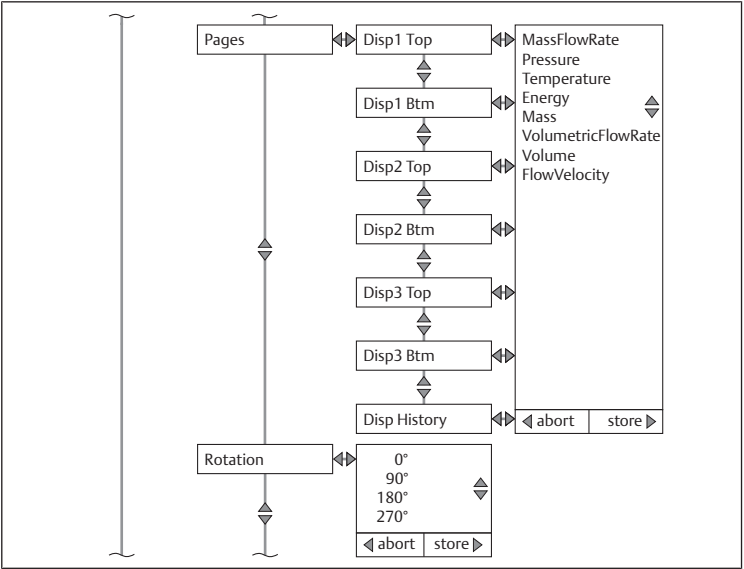 Pages
Disp1 Top
MassFlowRate
Pressure
Temperature
Energy
Mass
VolumetricFlowRate
Volume
FlowVelocity
Disp1 Btm
Disp2 Top
Disp2 Btm
Disp3 Top
Disp3 Btm
Disp History
abort store
Rotation
0°
90°
180°
270°
abort store